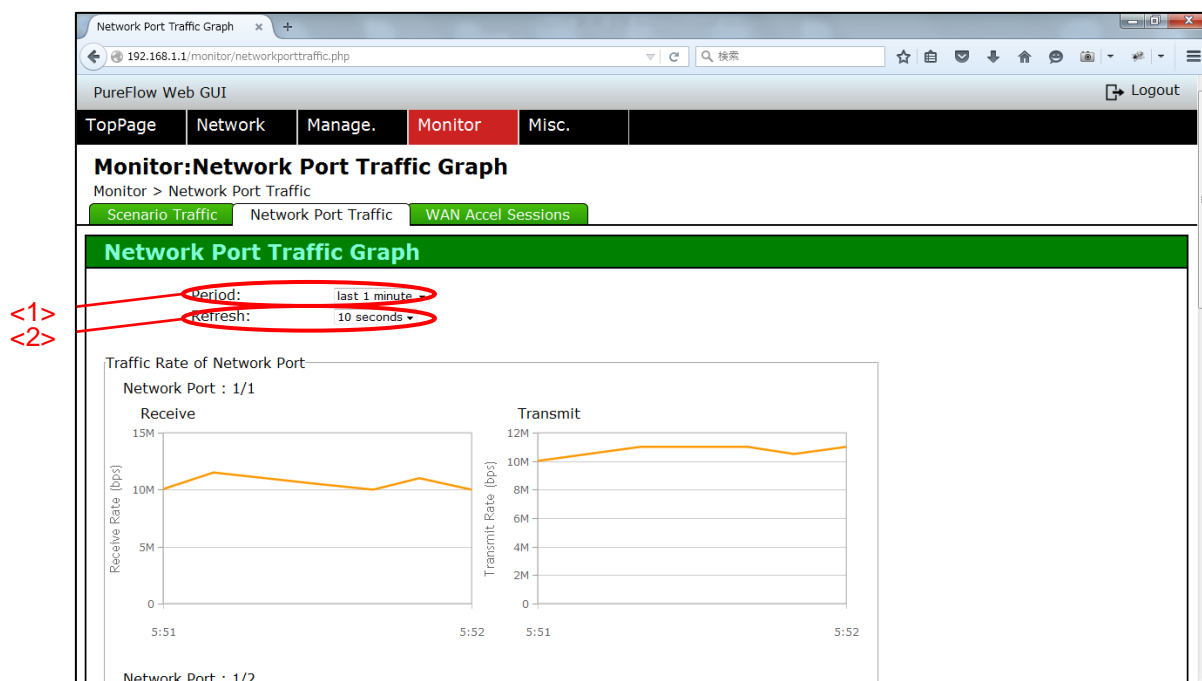 Network Port Traffic Graph × +
192.168.1.1/monitor/networkporttraffic.php
検索
PureFlow Web GUI
Logout
TopPage Network Manage. Monitor Misc.
Monitor:Network Port Traffic Graph
Monitor > Network Port Traffic
Scenario Traffic Network Port Traffic WAN Accel Sessions
Network Port Traffic Graph
<1> Period: last 1 minute
<2> Refresh: 10 seconds
Traffic Rate of Network Port
Network Port : 1/1
Receive
15M
10M
5M
0
Receive Rate (bps)
5:51 5:52
Transmit
12M
10M
8M
6M
4M
2M
0
Transmit Rate (bps)
5:51 5:52
Network Port : 1/2